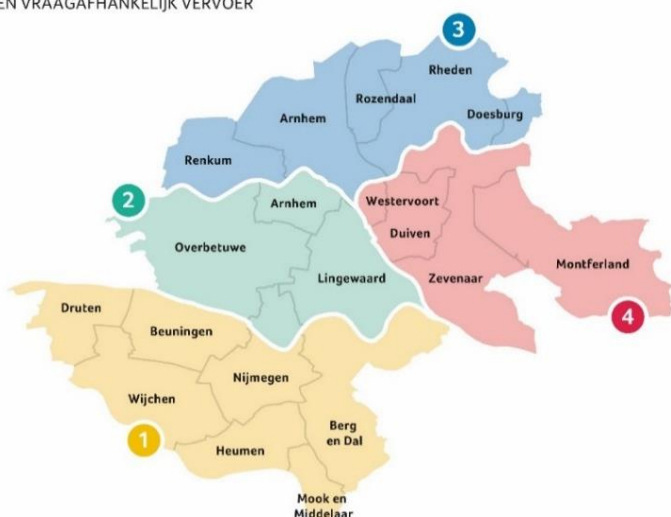 EN VRAAGAFHANKELIJK VERVOER
3
Rheden
Rozendaal
Arnhem
Doesburg
Renkum
2
Arnhem
Westervoort
Duiven
Overbetuwe
Lingewaard
Zevenaar
Montferland
4
Druten
Beuningen
Nijmegen
Wijchen
1
Heumen
Berg
en Dal
Mook en
Middelaar